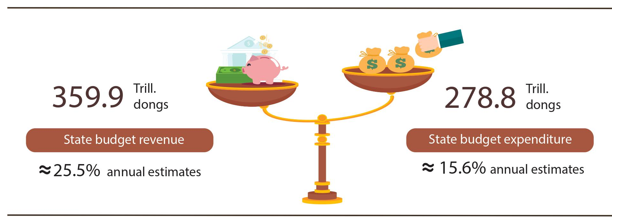 359.9 Trill. dongs
State budget revenue
≈25.5% annual estimates
$ $
278.8 Trill. dongs
State budget expenditure
≈ 15.6% annual estimates